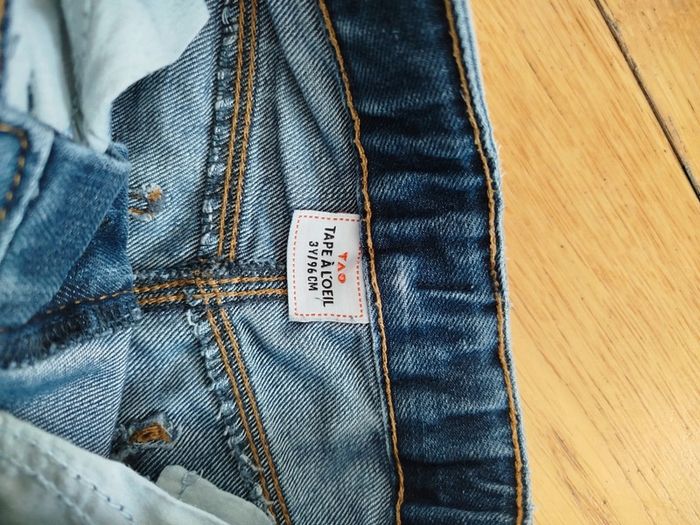 TAO
TAPE À L'OEIL
3Y/96CM